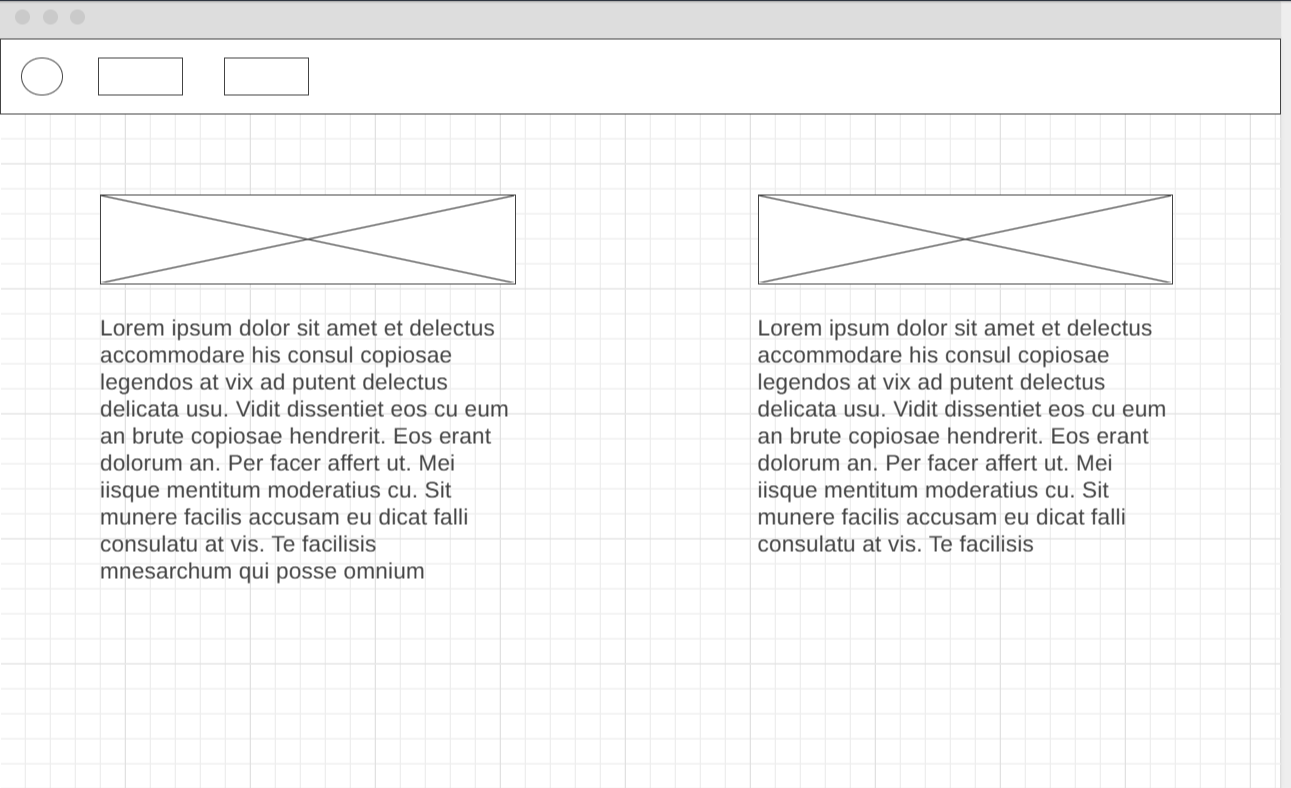 Lorem ipsum dolor sit amet et delectus
accommodare his consul copiosae
legendos at vix ad putent delectus
delicata usu. Vidit dissentiet eos cu eum
an brute copiosae hendrerit. Eos erant
dolorum an. Per facer affert ut. Mei
iisque mentitum moderatius cu. Sit
munere facilis accusam eu dicat falli
consulatu at vis. Te facilisis
mnesarchum qui posse omnium
Lorem ipsum dolor sit amet et delectus
accommodare his consul copiosae
legendos at vix ad putent delectus
delicata usu. Vidit dissentiet eos cu eum
an brute copiosae hendrerit. Eos erant
dolorum an. Per facer affert ut. Mei
iisque mentitum moderatius cu. Sit
munere facilis accusam eu dicat falli
consulatu at vis. Te facilisis